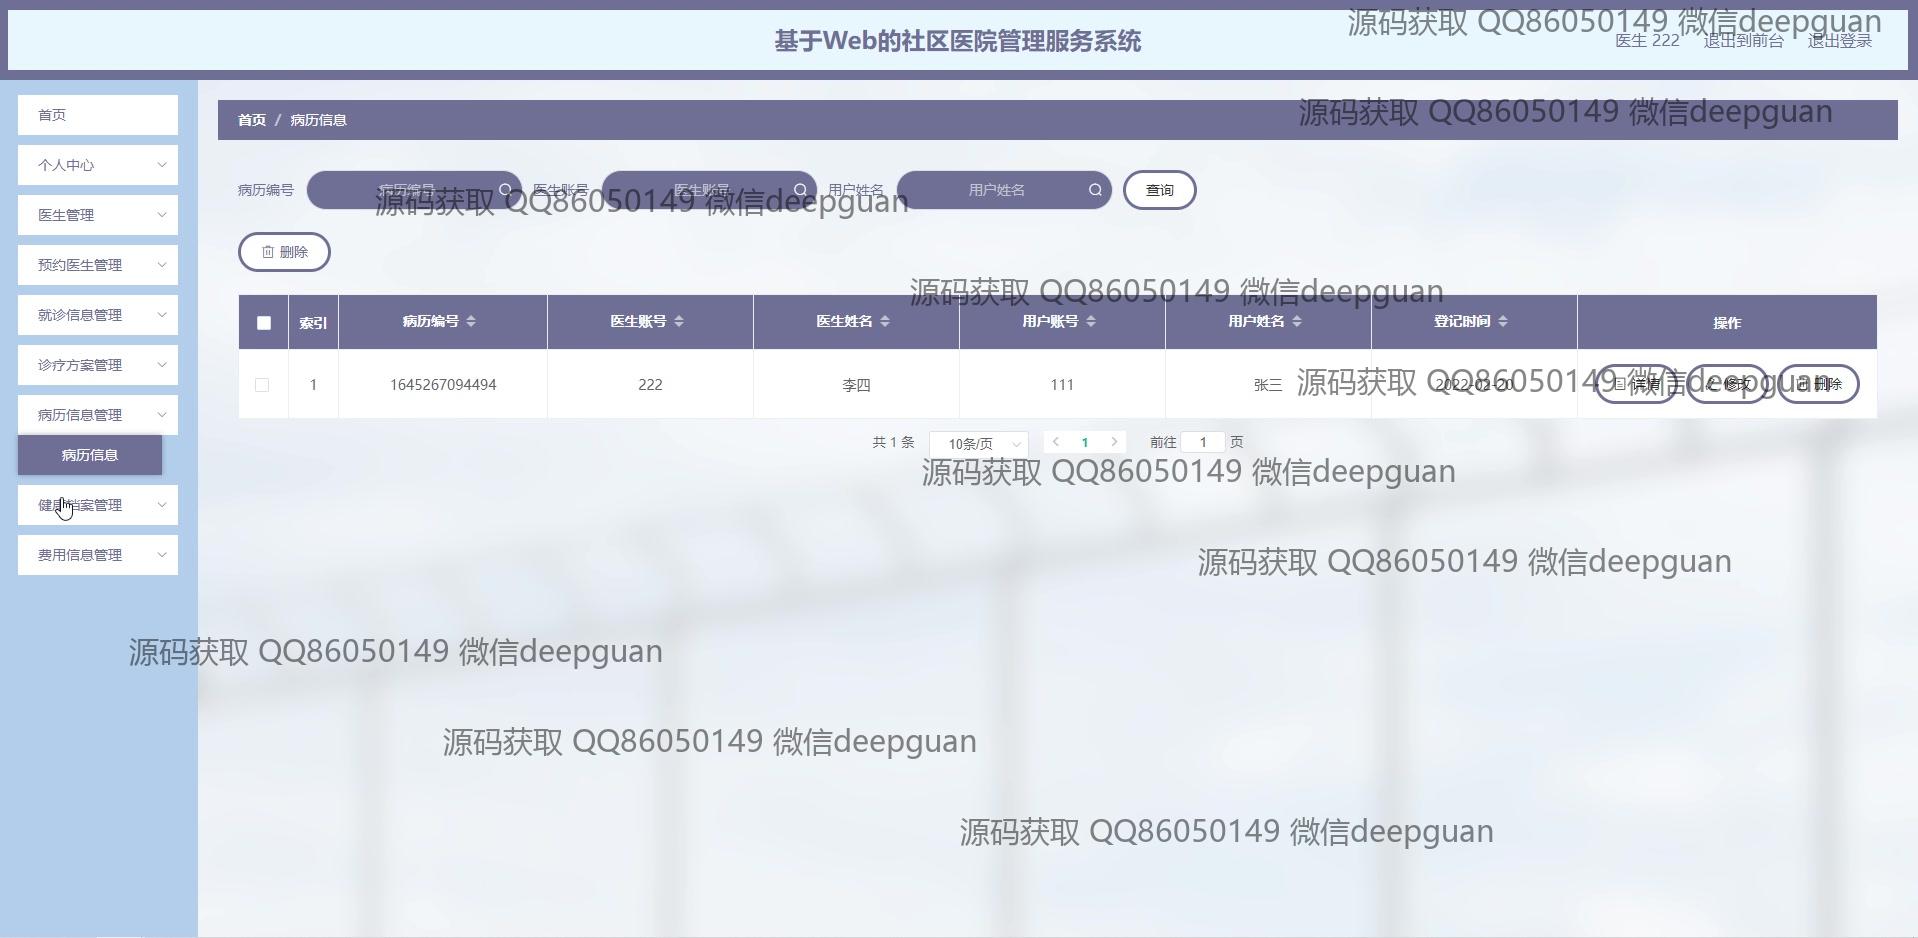 基于Web的社区医院管理服务系统
源码获取 QQ86050149 微信deepguan
医生 222 退出到前台 退出登录
首页
个人中心
医生管理
预约医生管理
就诊信息管理
诊疗方案管理
病历信息管理
病历信息
健康档案管理
费用信息管理
首页 / 病历信息
源码获取 QQ86050149 微信deepguan
病历编号 病历编号 医生账号 医生账号 用户姓名 用户姓名 查询
源码获取 QQ86050149 微信deepguan
删除
源码获取 QQ86050149 微信deepguan
索引 病历编号 医生账号 医生姓名 用户账号 用户姓名 登记时间 操作
1 1645267094494 222 李四 111 张三 2022-02-20 详情 修改 删除
源码获取 QQ86050149 微信deepguan
共 1 条 10条/页 1 前往 1 页
源码获取 QQ86050149 微信deepguan
源码获取 QQ86050149 微信deepguan
源码获取 QQ86050149 微信deepguan
源码获取 QQ86050149 微信deepguan
源码获取 QQ86050149 微信deepguan